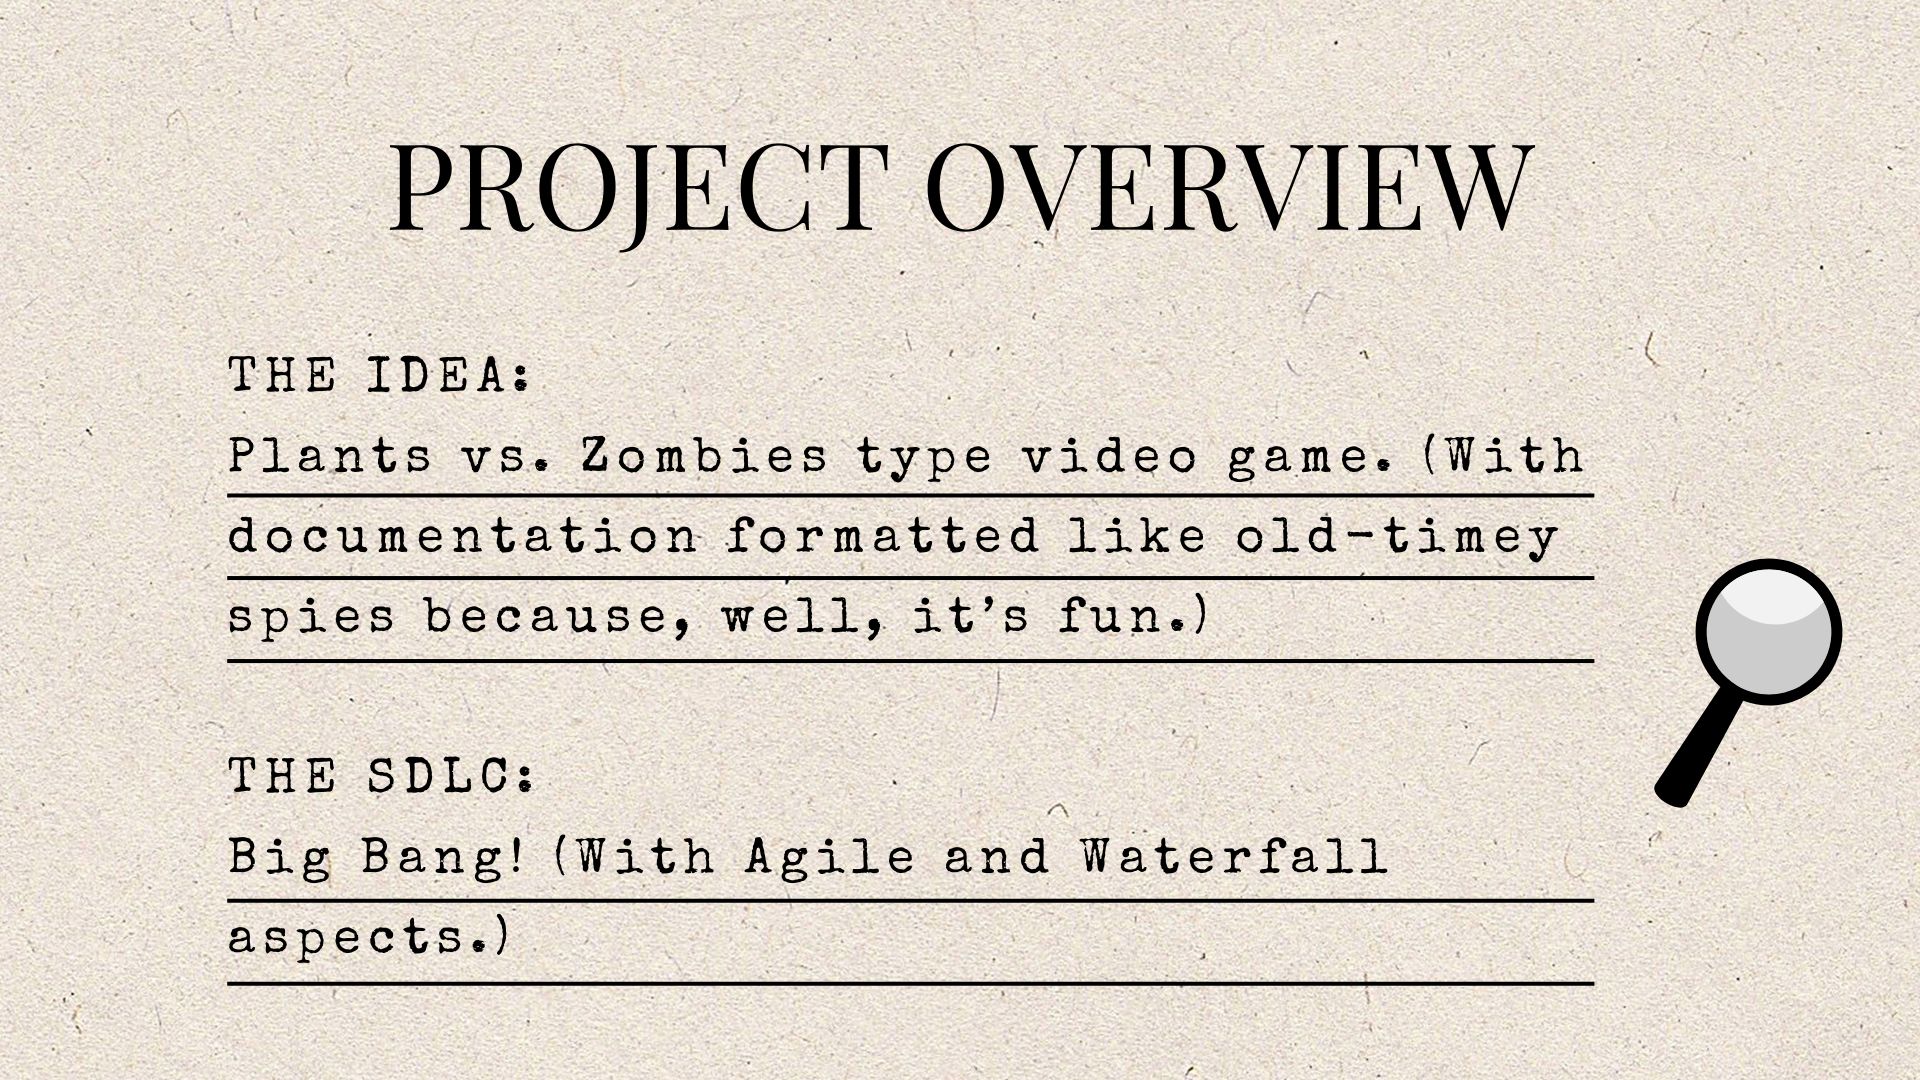 PROJECT OVERVIEW
THE IDEA:
Plants vs. Zombies type video game. (With
documentation formatted like old-timey
spies because, well, it’s fun.)
THE SDLC:
Big Bang! (With Agile and Waterfall
aspects.)